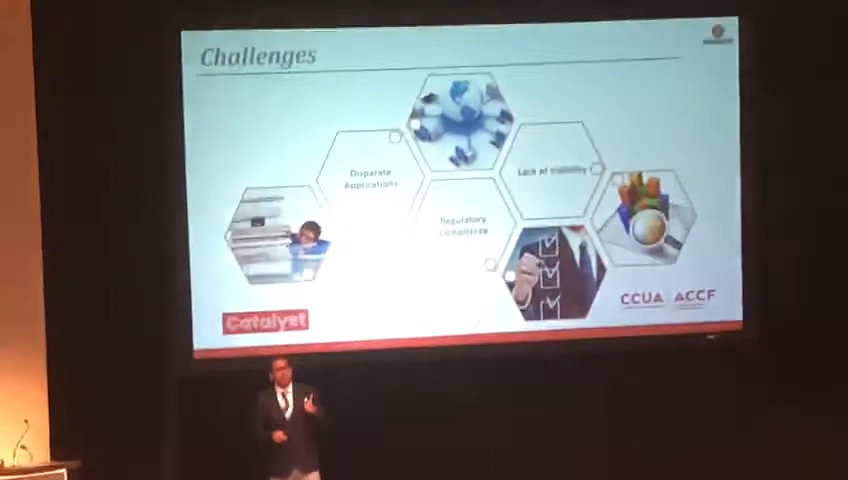 Challenges
Disparate
Applications
Lack of visibility
Regulatory
Compliance
Catalyst
CCUA ACCF